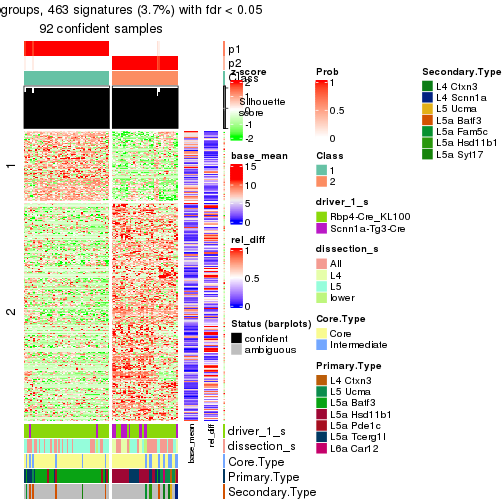 groups, 463 signatures (3.7%) with fdr < 0.05
92 confident samples
p1
p2
Class
Silhouette
score
1
2
driver_1_s
dissection_s
Core.Type
Primary.Type
Secondary.Type
base_mean
rel_diff
z-score
2
1
0
-1
-2
base_mean
15
10
5
0
rel_diff
1
0.5
0
Status (barplots)
confident
ambiguous
Prob
1
0.5
0
Class
1
2
driver_1_s
Rbp4-Cre_KL100
Scnn1a-Tg3-Cre
dissection_s
All
L4
L5
lower
Core.Type
Core
Intermediate
Primary.Type
L4 Ctxn3
L5 Ucma
L5a Batf3
L5a Hsd11b1
L5a Pde1c
L5a Tcerg1l
L6a Car12
Secondary.Type
L4 Ctxn3
L4 Scnn1a
L5 Ucma
L5a Batf3
L5a Fam5c
L5a Hsd11b1
L5a Syt17